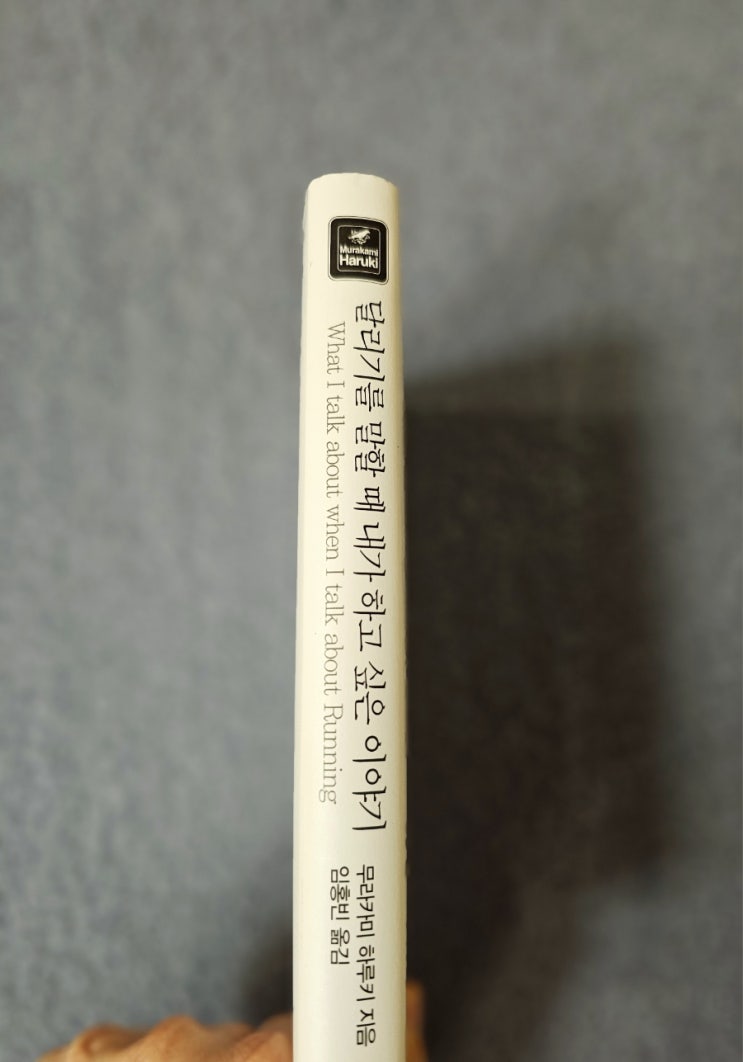 Murakami
Haruki
달리기를 말할 때 내가 하고 싶은 이야기
What I talk about when I talk about Running
무라카미 하루키 지음
임홍빈 옮김